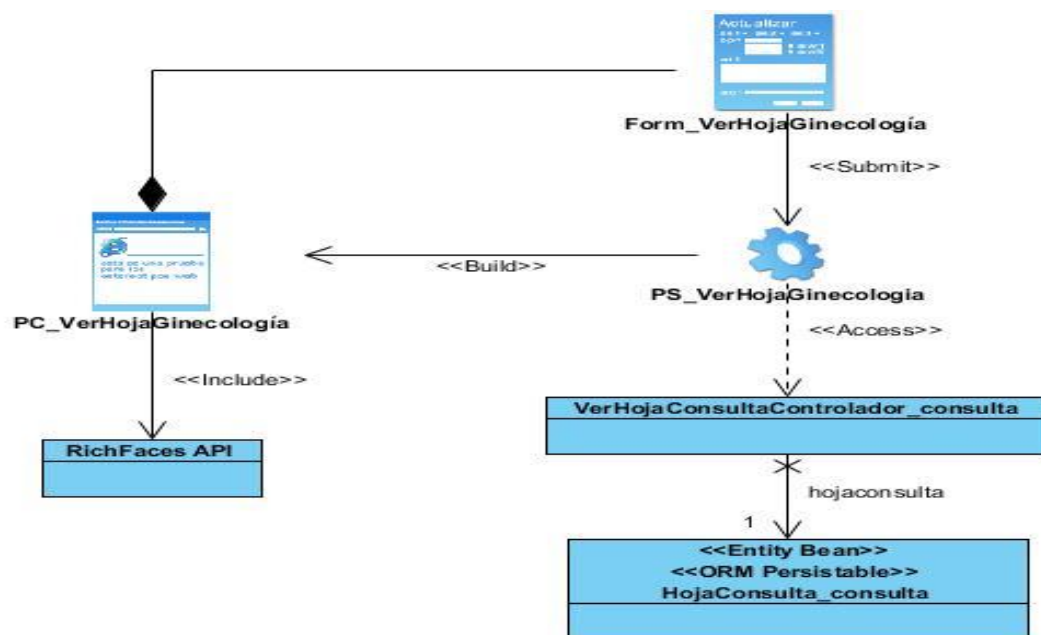 Actualizar
Form_VerHojaGinecología
<<Submit>>
<<Build>>
PS_VerHojaGinecologia
PC_VerHojaGinecología
<<Access>>
<<Include>>
VerHojaConsultaControlador_consulta
RichFaces API
hojaconsulta
1
<<Entity Bean>>
<<ORM Persistable>>
HojaConsulta_consulta